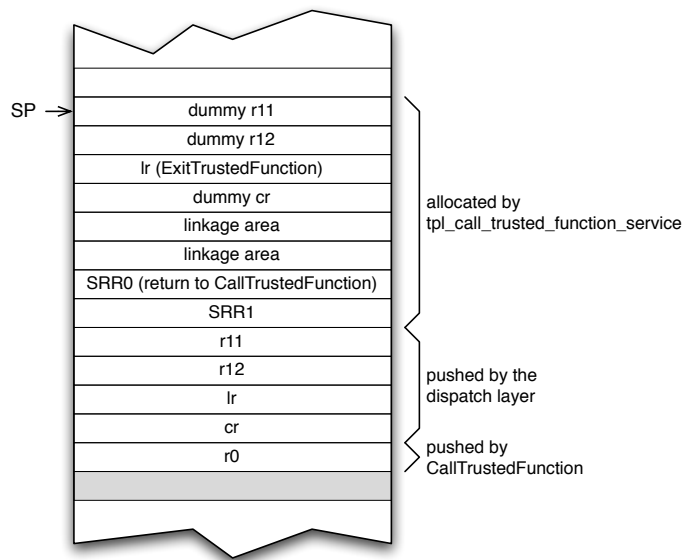 SP
dummy r11
dummy r12
lr (ExitTrustedFunction)
dummy cr
linkage area
linkage area
SRR0 (return to CallTrustedFunction)
SRR1
r11
r12
lr
cr
r0
allocated by
tpl_call_trusted_function_service
pushed by the
dispatch layer
pushed by
CallTrustedFunction